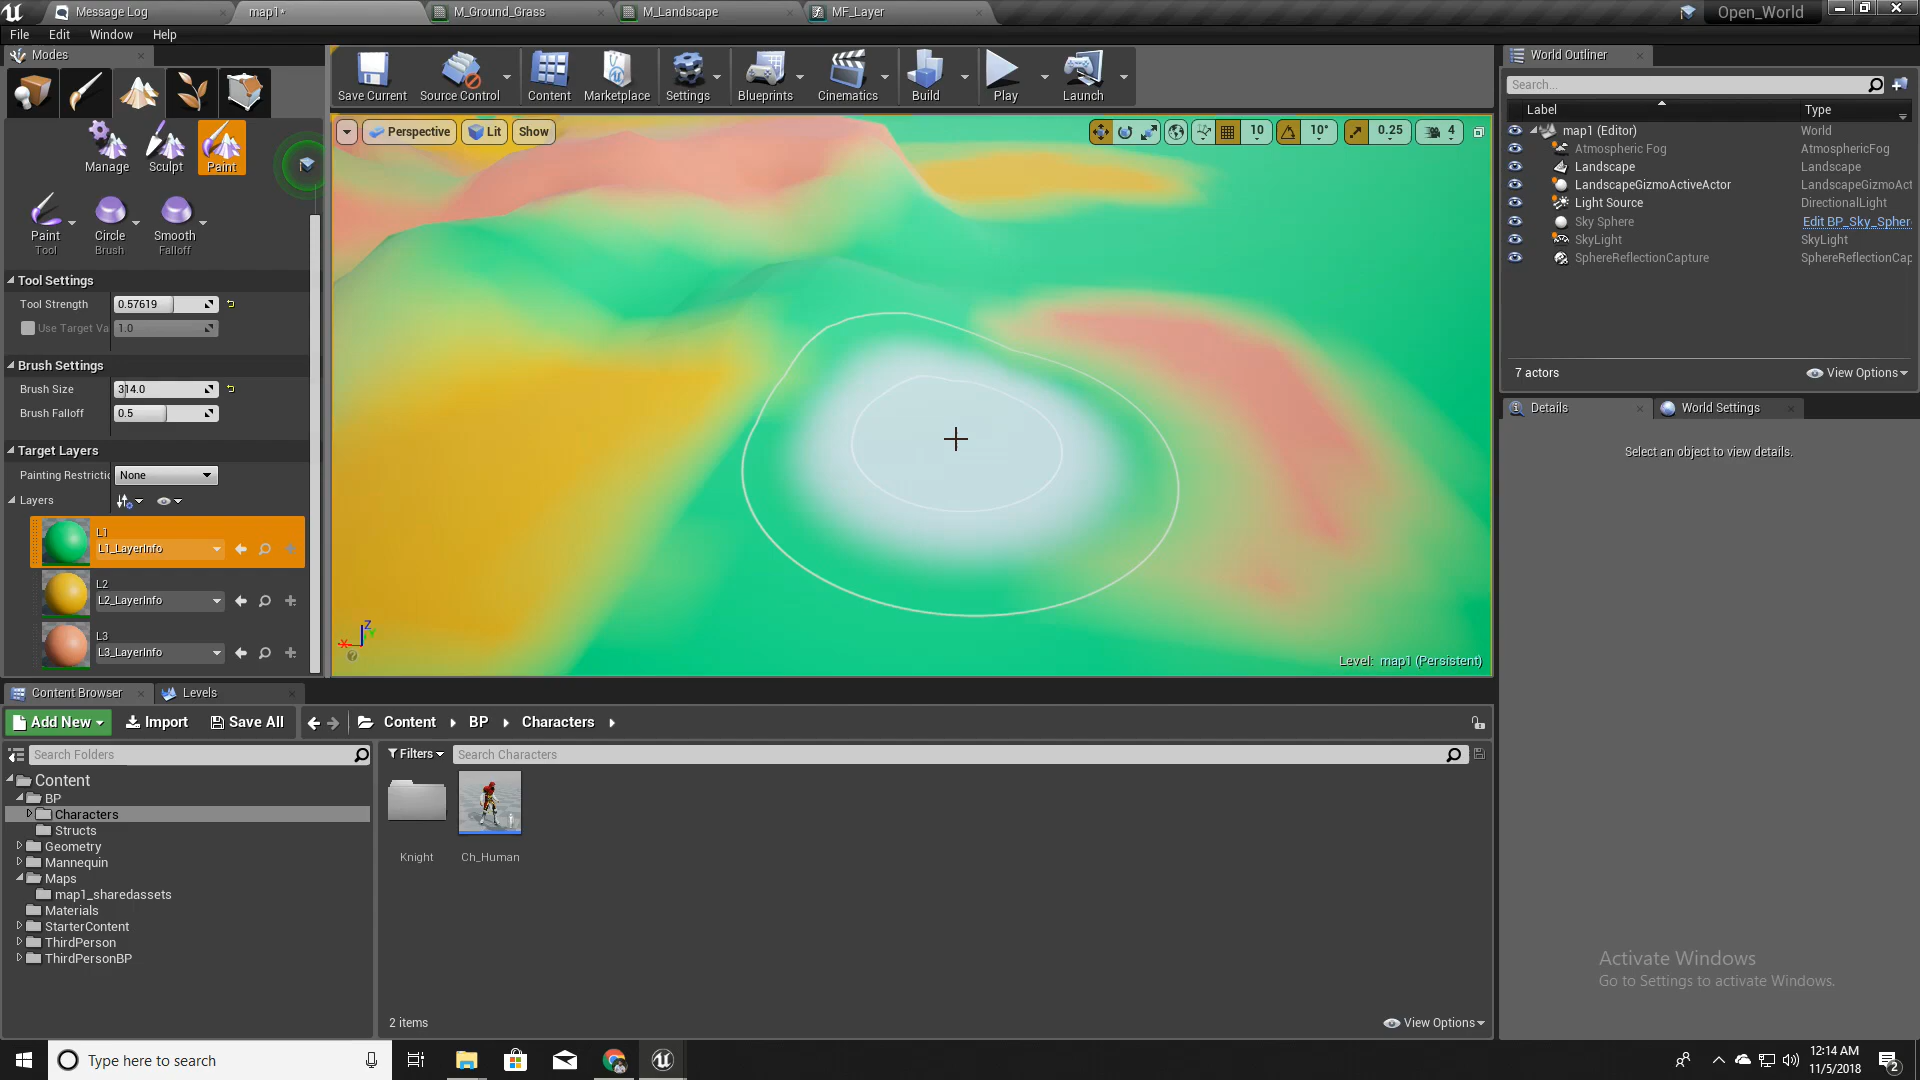 Message Log
map1*
M_Ground_Grass
M_Landscape
MF_Layer
Open_World
File Edit Window Help
Modes
Manage Sculpt Paint
Paint Circle Smooth
Tool Brush Falloff
Tool Settings
Tool Strength 0.57619
Use Target Va 1.0
Brush Settings
Brush Size 314.0
Brush Falloff 0.5
Target Layers
Painting Restrictic None
Layers
L1
L1_LayerInfo
L2
L2_LayerInfo
L3
L3_LayerInfo
Save Current Source Control Content Marketplace Settings Blueprints Cinematics Build Play Launch
Perspective Lit Show 10 10° 0.25 4
Z
Y
X
Level: map1 (Persistent)
World Outliner
Search...
Label Type
map1 (Editor) World
Atmospheric Fog AtmosphericFog
Landscape Landscape
LandscapeGizmoActiveActor LandscapeGizmoAct
Light Source DirectionalLight
Sky Sphere Edit BP_Sky_Spher
SkyLight SkyLight
SphereReflectionCapture SphereReflectionCap
7 actors View Options
Details World Settings
Select an object to view details.
Content Browser Levels
Add New Import Save All Content BP Characters
Search Folders
Filters Search Characters
Content
BP
Characters
Structs
Geometry
Mannequin
Maps
map1_sharedassets
Materials
StarterContent
ThirdPerson
ThirdPersonBP
Knight Ch_Human
2 items View Options
Activate Windows
Go to Settings to activate Windows.
Type here to search
12:14 AM
11/5/2018
2